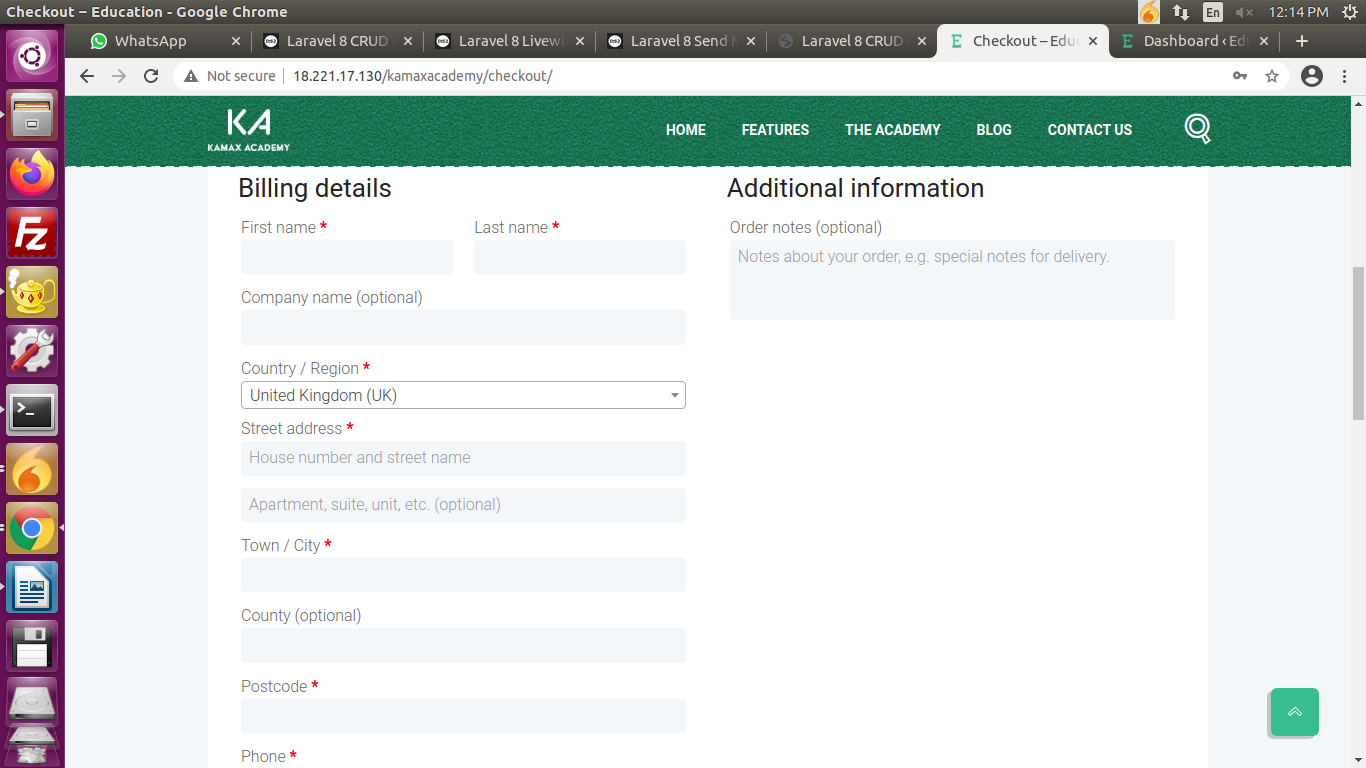 Checkout – Education - Google Chrome
En
12:14 PM
WhatsApp
Laravel 8 CRUD
Laravel 8 Livewi
Laravel 8 Send
Laravel 8 CRUD
Checkout – Edu
Dashboard ‹ Ed
Not secure
18.221.17.130/kamaxacademy/checkout/
KA
KAMAX ACADEMY
HOME
FEATURES
THE ACADEMY
BLOG
CONTACT US
Billing details
First name *
Last name *
Company name (optional)
Country / Region *
United Kingdom (UK)
Street address *
House number and street name
Apartment, suite, unit, etc. (optional)
Town / City *
County (optional)
Postcode *
Phone *
Additional information
Order notes (optional)
Notes about your order, e.g. special notes for delivery.